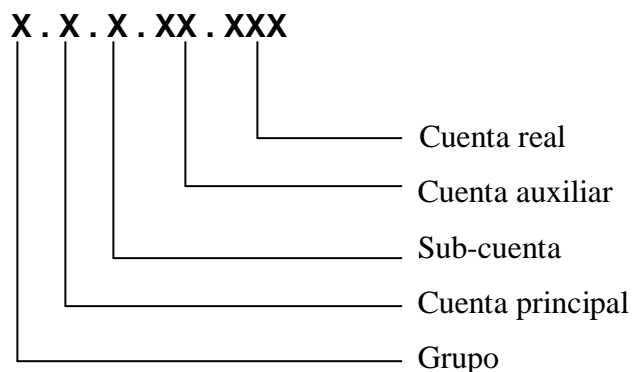 X . X . X . XX . XXX
Cuenta real
Cuenta auxiliar
Sub-cuenta
Cuenta principal
Grupo